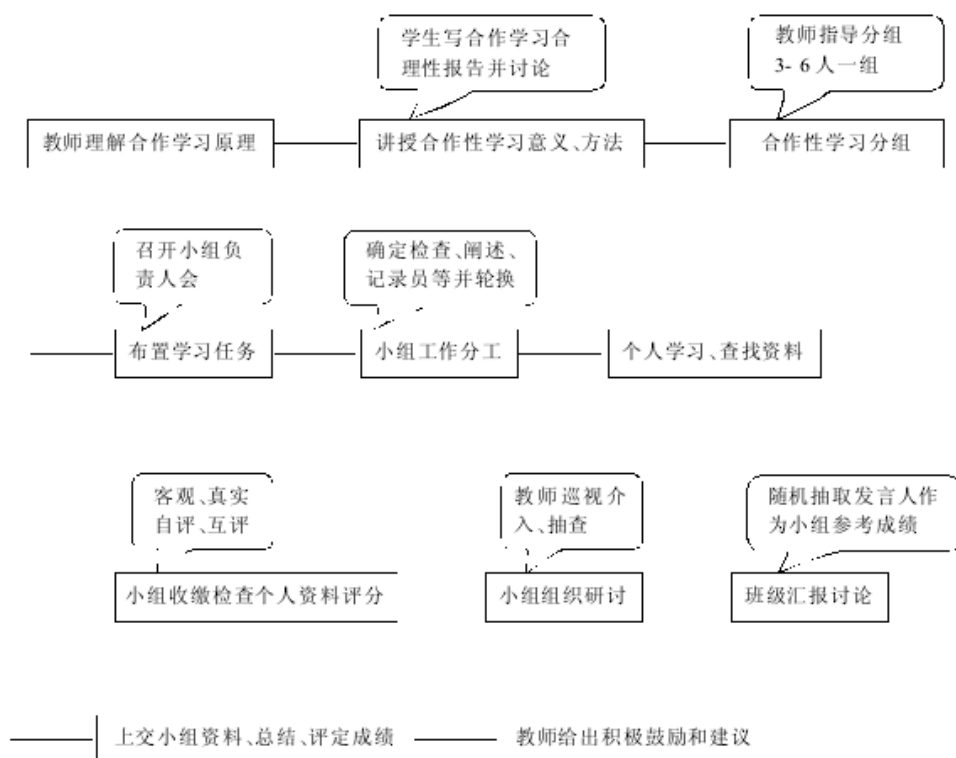 学生写合作学习合
理性报告并讨论
教师指导分组
3- 6 人一组
教师理解合作学习原理
讲授合作性学习意义、方法
合作性学习分组
召开小组负
责人会
确定检查、阐述、
记录员等并轮换
布置学习任务
小组工作分工
个人学习、查找资料
客观、真实
自评、互评
教师巡视介
入、抽查
随机抽取发言人作
为小组参考成绩
小组收缴检查个人资料评分
小组组织研讨
班级汇报讨论
上交小组资料、总结、评定成绩
教师给出积极鼓励和建议